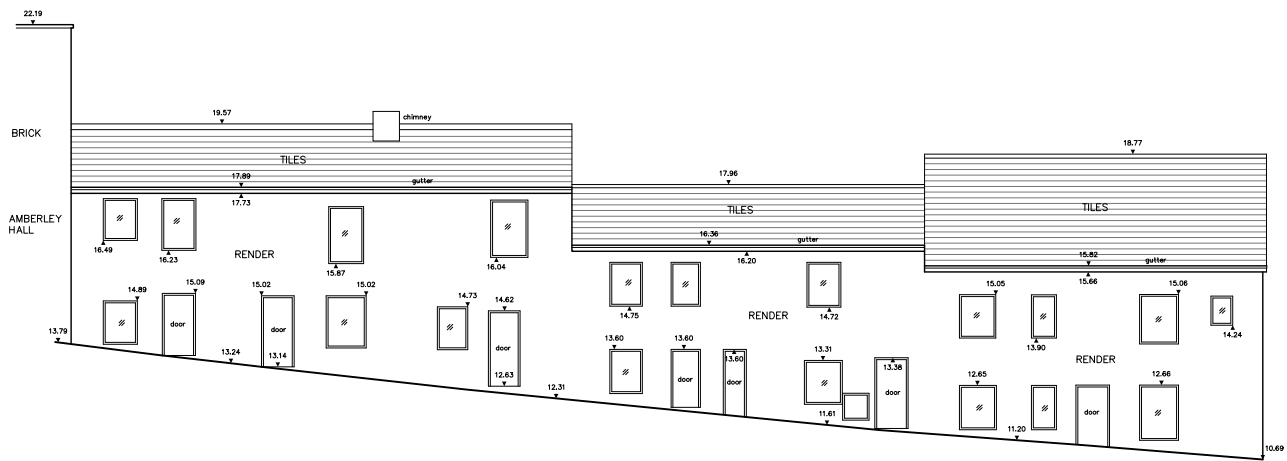 22.19
19.57
chimney
BRICK
TILES
17.89
gutter
17.73
18.77
17.96
TILES
TILES
AMBERLEY
HALL
16.49
16.23
RENDER
15.87
16.04
16.36
gutter
16.20
15.82
gutter
15.66
14.89
15.09
15.02
15.02
14.73
14.62
14.75
RENDER
14.72
15.05
15.06
13.90
14.24
13.79
door
door
door
13.24
13.14
12.63
12.31
13.60
13.60
13.60
13.31
13.38
door
door
door
11.61
RENDER
12.65
12.66
door
11.20
10.69